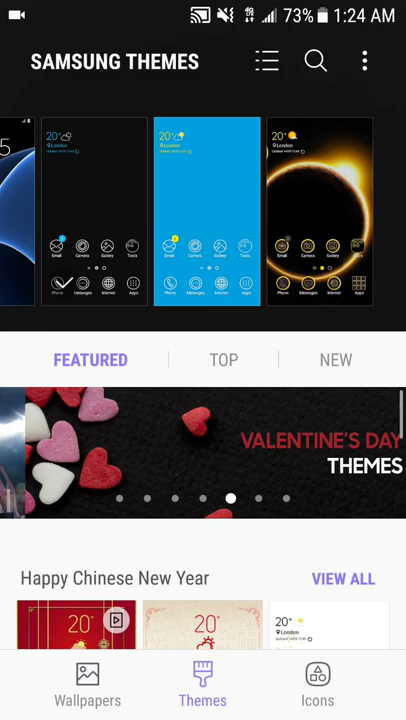 73% 1:24 AM
SAMSUNG THEMES
5
20°
London
Email Camera Gallery Tools
Phone Messages Internet Apps
20°
London
Email Camera Gallery Tools
Phone Messages Internet Apps
20°
London
Email Camera Gallery Tools
Phone Messages Internet Apps
FEATURED TOP NEW
VALENTINE'S DAY
THEMES
Happy Chinese New Year VIEW ALL
20°
20°
20°
London
Wallpapers Themes Icons